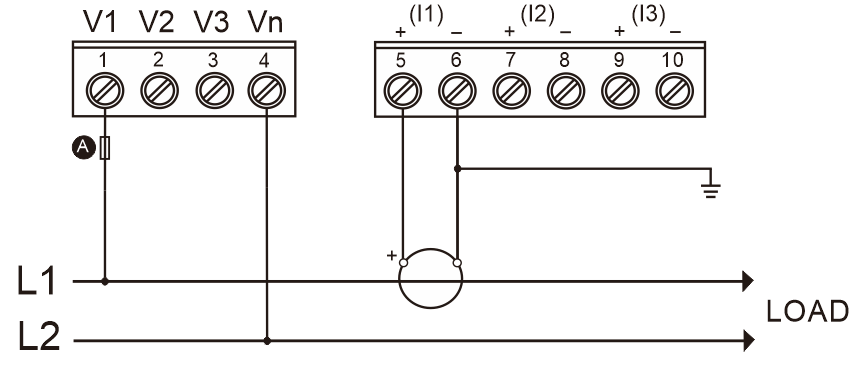 V1 V2 V3 Vn
(I1) (I2) (I3)
+ – + – + –
1 2 3 4
5 6 7 8 9 10
A
+
L1
LOAD
L2